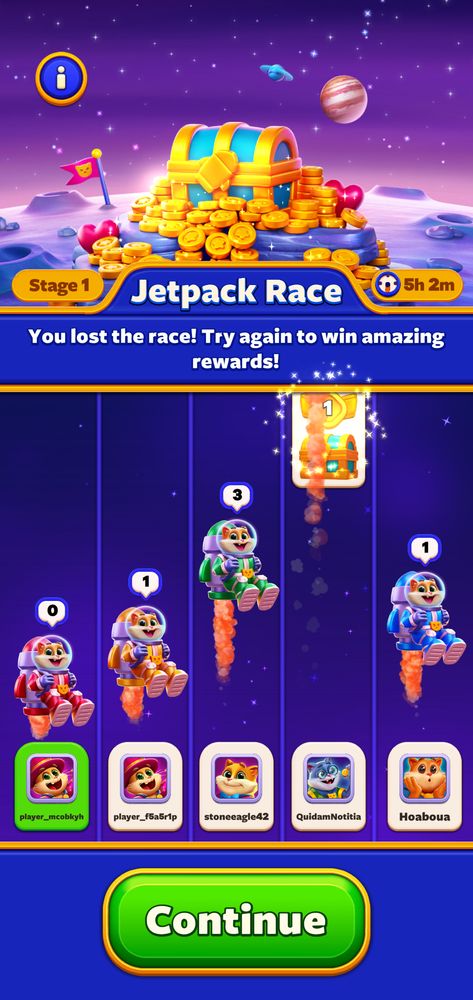 Stage 1
Jetpack Race
5h 2m
You lost the race! Try again to win amazing
rewards!
1
3
1
1
0
player_mcobkyh
player_f5a5r1p
stoneeagle42
QuidamNotitia
Hoaboua
Continue